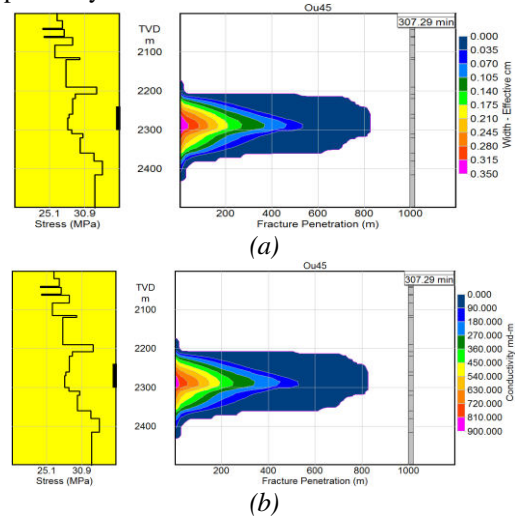 Ou45
TVD
m
2100
2200
2300
2400
25.1 30.9
Stress (MPa)
307.29 min
200 400 600 800 1000
Fracture Penetration (m)
0.000
0.035
0.070
0.105
0.140
0.175
0.210
0.245
0.280
0.315
0.350
Width - Effective cm
(a)
Ou45
TVD
m
2100
2200
2300
2400
25.1 30.9
Stress (MPa)
307.29 min
200 400 600 800 1000
Fracture Penetration (m)
0.000
90.000
180.000
270.000
360.000
450.000
540.000
630.000
720.000
810.000
900.000
Conductivity md-m
(b)